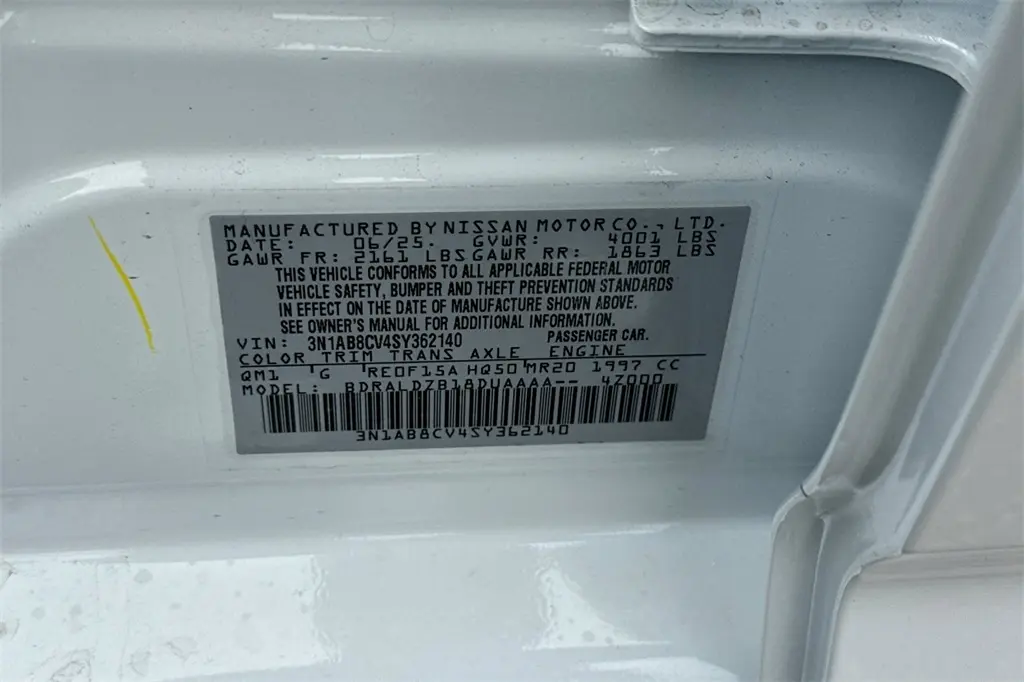 MANUFACTURED BY NISSAN MOTOR CO., LTD.
DATE: 06/25. GVWR: 4001 LBS
GAWR FR: 2161 LBS GAWR RR: 1863 LBS
THIS VEHICLE CONFORMS TO ALL APPLICABLE FEDERAL MOTOR
VEHICLE SAFETY, BUMPER AND THEFT PREVENTION STANDARDS
IN EFFECT ON THE DATE OF MANUFACTURE SHOWN ABOVE.
SEE OWNER'S MANUAL FOR ADDITIONAL INFORMATION.
VIN: 3N1AB8CV4SY362140 PASSENGER CAR.
COLOR TRIM TRANS AXLE ENGINE
QM1 G RE0F15A HQ50 MR20 1997 CC
MODEL: BDRALDZB18DUAAAA-- 4Z000
3N1AB8CV4SY362140